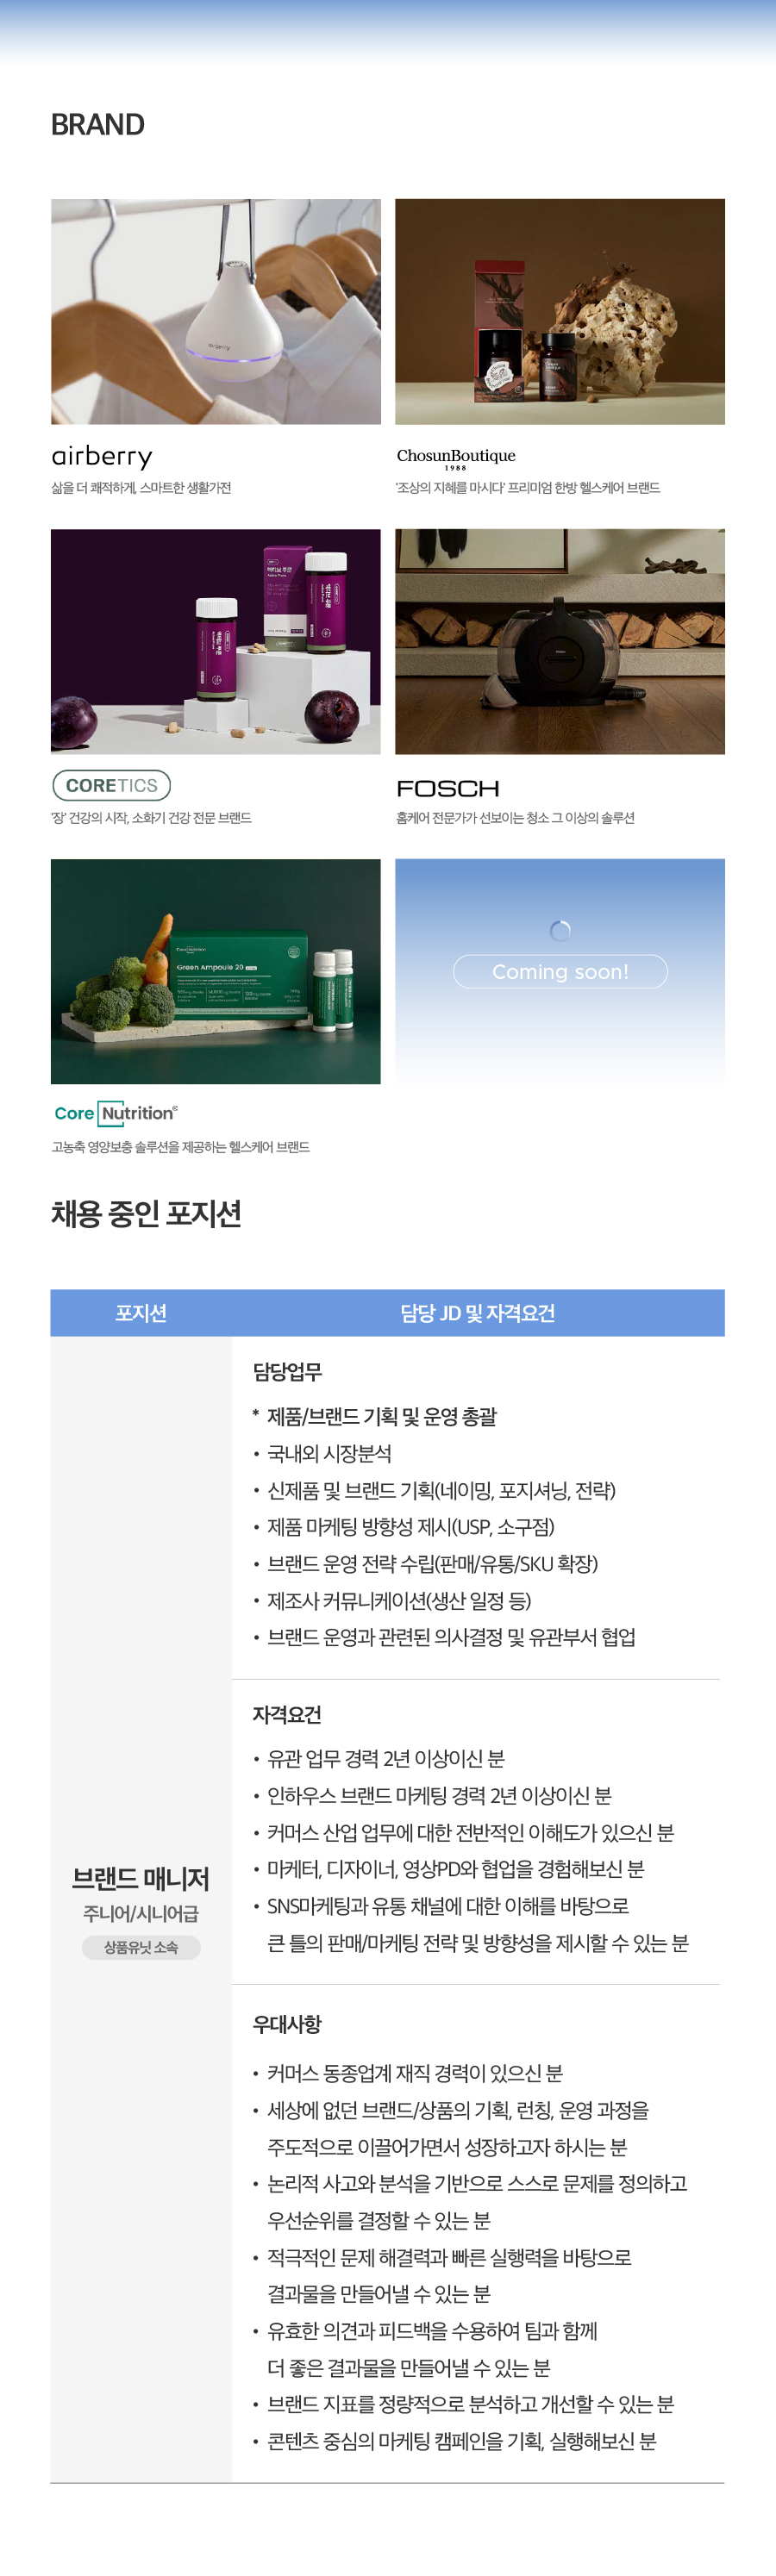 BRAND
airberry
airberry
삶을 더 쾌적하게, 스마트한 생활가전
ChosunBoutique
1988
'조상의 지혜를 마시다' 프리미엄 한방 헬스케어 브랜드
CORETICS
'장' 건강의 시작, 소화기 건강 전문 브랜드
FOSCH
홈케어 전문가가 선보이는 청소 그 이상의 솔루션
Green Ampoule 20
Core Nutrition
고농축 영양보충 솔루션을 제공하는 헬스케어 브랜드
Coming soon!
채용 중인 포지션
포지션
담당 JD 및 자격요건
브랜드 매니저
주니어/시니어급
상품유닛 소속
담당업무
* 제품/브랜드 기획 및 운영 총괄
• 국내외 시장분석
• 신제품 및 브랜드 기획(네이밍, 포지셔닝, 전략)
• 제품 마케팅 방향성 제시(USP, 소구점)
• 브랜드 운영 전략 수립(판매/유통/SKU 확장)
• 제조사 커뮤니케이션(생산 일정 등)
• 브랜드 운영과 관련된 의사결정 및 유관부서 협업
자격요건
• 유관 업무 경력 2년 이상이신 분
• 인하우스 브랜드 마케팅 경력 2년 이상이신 분
• 커머스 산업 업무에 대한 전반적인 이해도가 있으신 분
• 마케터, 디자이너, 영상PD와 협업을 경험해보신 분
• SNS마케팅과 유통 채널에 대한 이해를 바탕으로
큰 틀의 판매/마케팅 전략 및 방향성을 제시할 수 있는 분
우대사항
• 커머스 동종업계 재직 경력이 있으신 분
• 세상에 없던 브랜드/상품의 기획, 런칭, 운영 과정을
주도적으로 이끌어가면서 성장하고자 하시는 분
• 논리적 사고와 분석을 기반으로 스스로 문제를 정의하고
우선순위를 결정할 수 있는 분
• 적극적인 문제 해결력과 빠른 실행력을 바탕으로
결과물을 만들어낼 수 있는 분
• 유효한 의견과 피드백을 수용하여 팀과 함께
더 좋은 결과물을 만들어낼 수 있는 분
• 브랜드 지표를 정량적으로 분석하고 개선할 수 있는 분
• 콘텐츠 중심의 마케팅 캠페인을 기획, 실행해보신 분